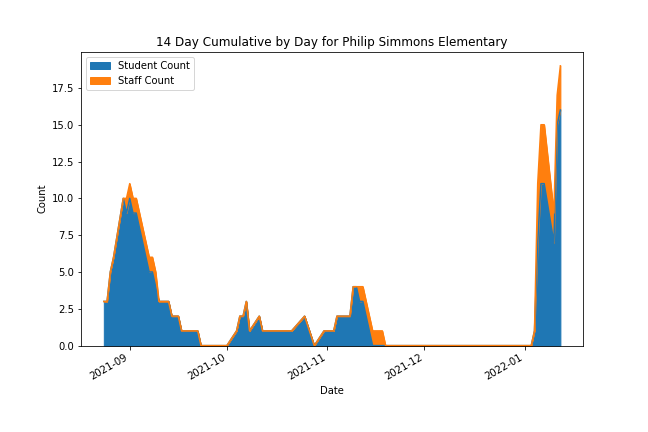 14 Day Cumulative by Day for Philip Simmons Elementary
Student Count
Staff Count
17.5
15.0
12.5
10.0
7.5
5.0
2.5
0.0
Count
2021-09
2021-10
2021-11
2021-12
2022-01
Date